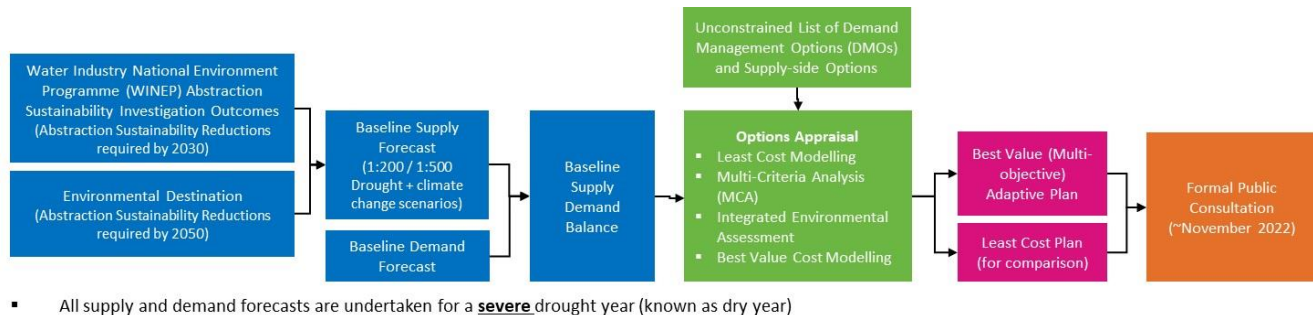 Water Industry National Environment
Programme (WINEP) Abstraction
Sustainability Investigation Outcomes
(Abstraction Sustainability Reductions
required by 2030)
Environmental Destination
(Abstraction Sustainability Reductions
required by 2050)
Baseline Supply
Forecast
(1:200 / 1:500
Drought + climate
change scenarios)
Baseline Demand
Forecast
Baseline
Supply
Demand
Balance
Unconstrained List of Demand
Management Options (DMOs)
and Supply-side Options
Options Appraisal
▪ Least Cost Modelling
▪ Multi-Criteria Analysis
(MCA)
▪ Integrated Environmental
Assessment
▪ Best Value Cost Modelling
Best Value (Multi-
objective)
Adaptive Plan
Least Cost Plan
(for comparison)
Formal Public
Consultation
(~November 2022)
▪ All supply and demand forecasts are undertaken for a severe drought year (known as dry year)